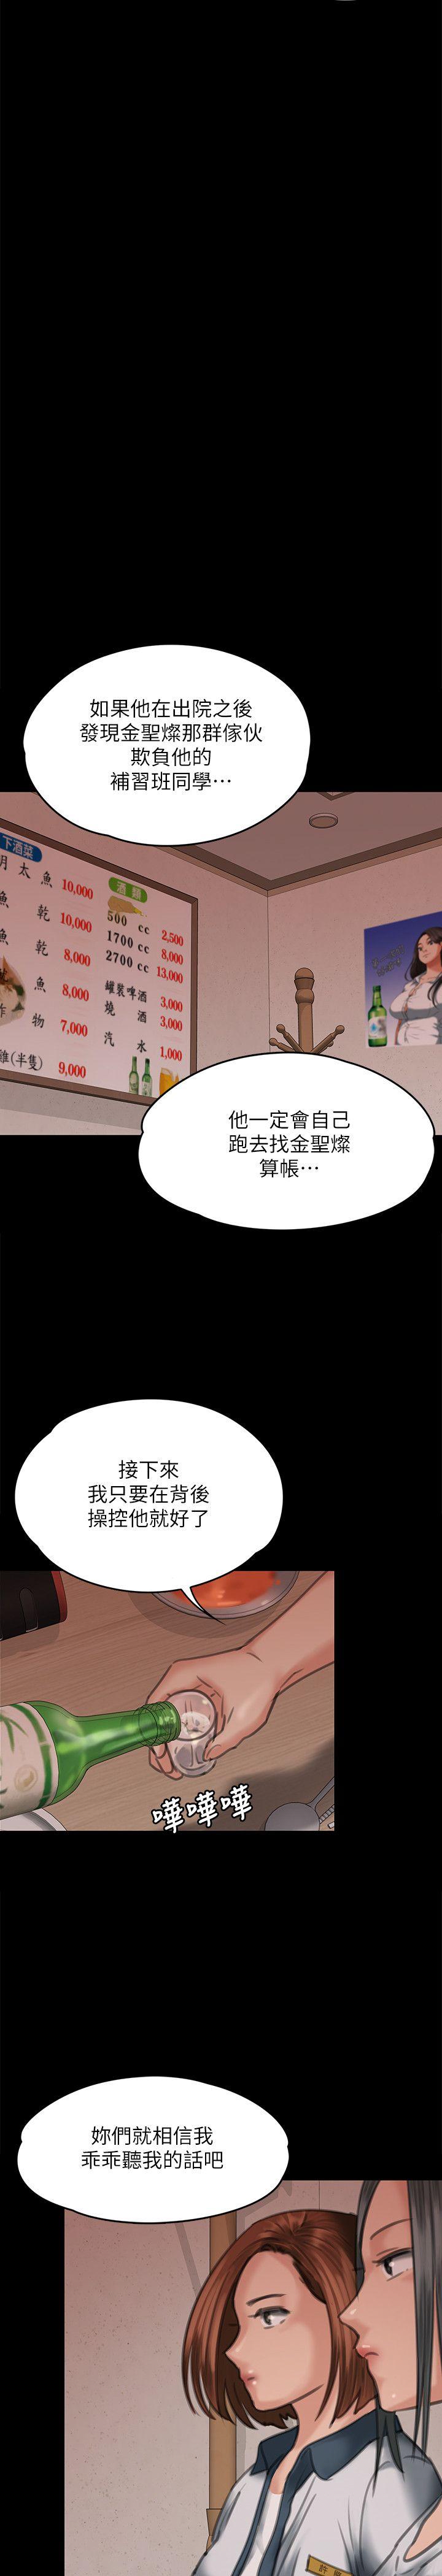 如果他在出院之後
發現金聖燦那群傢伙
欺負他的
補習班同學…
下酒菜
月太魚 10,000
魚乾 10,000
魚乾 8,000
魚 8,000
炸物 7,000
雞(半隻) 9,000
酒類
500 cc 2,500
1700 cc 8,000
2700 cc 13,000
罐裝啤酒 3,000
燒酒 3,000
汽水 1,000
他一定會自己
跑去找金聖燦
算帳…
接下來
我只要在背後
操控他就好了
嘩嘩嘩
妳們就相信我
乖乖聽我的話吧
許